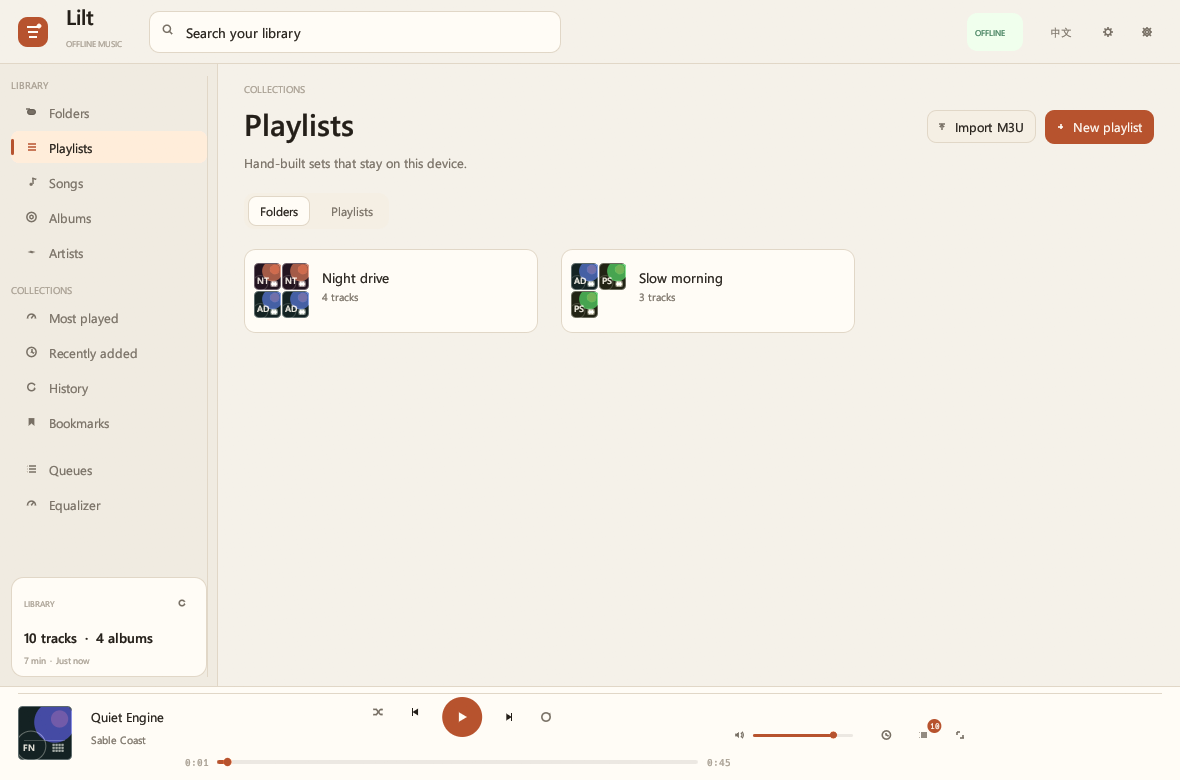 Lilt
OFFLINE MUSIC
Search your library
OFFLINE
中文
LIBRARY
Folders
Playlists
Songs
Albums
Artists
COLLECTIONS
Most played
Recently added
History
Bookmarks
Queues
Equalizer
LIBRARY
10 tracks · 4 albums
7 min · Just now
COLLECTIONS
Playlists
Hand-built sets that stay on this device.
Import M3U
New playlist
Folders
Playlists
NT NT
AD AD
Night drive
4 tracks
AD PS
PS
Slow morning
3 tracks
FN
Quiet Engine
Sable Coast
0:01
0:45
10